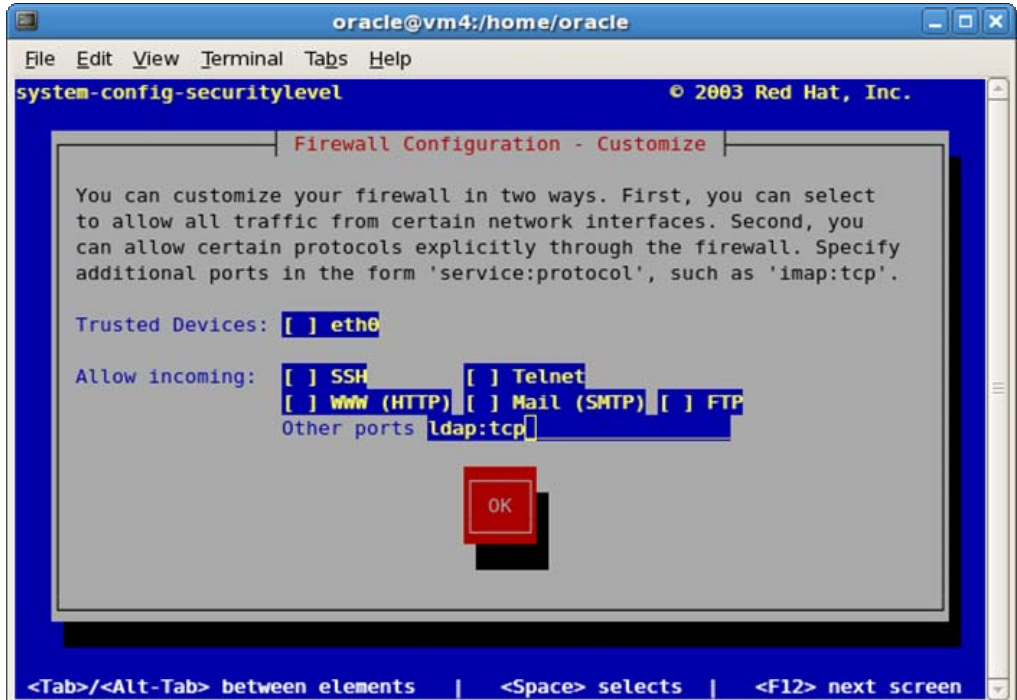 oracle@vm4:/home/oracle
File Edit View Terminal Tabs Help
system-config-securitylevel © 2003 Red Hat, Inc.
Firewall Configuration - Customize
You can customize your firewall in two ways. First, you can select
to allow all traffic from certain network interfaces. Second, you
can allow certain protocols explicitly through the firewall. Specify
additional ports in the form 'service:protocol', such as 'imap:tcp'.
Trusted Devices: [ ] eth0
Allow incoming: [ ] SSH [ ] Telnet
[ ] WWW (HTTP) [ ] Mail (SMTP) [ ] FTP
Other ports ldap:tcp
OK
<Tab>/<Alt-Tab> between elements | <Space> selects | <F12> next screen